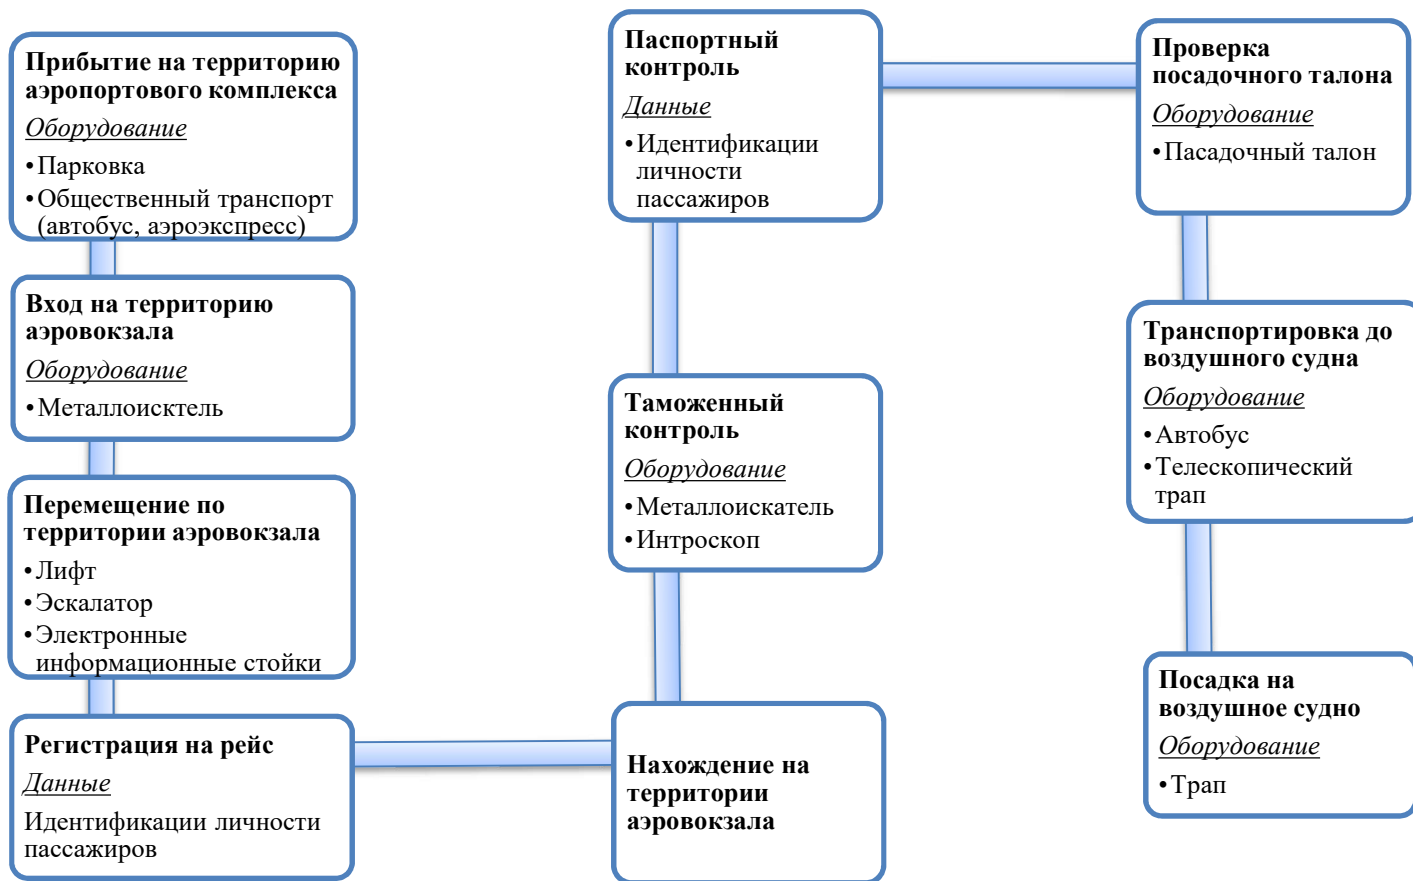 Прибытие на территорию
аэропортового комплекса
Оборудование
•Парковка
•Общественный транспорт
(автобус, аэроэкспресс)
Вход на территорию
аэровокзала
Оборудование
•Металлоисктель
Перемещение по
территории аэровокзала
•Лифт
•Эскалатор
•Электронные
информационные стойки
Регистрация на рейс
Данные
Идентификации личности
пассажиров
Нахождение на
территории
аэровокзала
Таможенный
контроль
Оборудование
•Металлоискатель
•Интроскоп
Паспортный
контроль
Данные
•Идентификации
личности
пассажиров
Проверка
посадочного талона
Оборудование
•Пасадочный талон
Транспортировка до
воздушного судна
Оборудование
•Автобус
•Телескопический
трап
Посадка на
воздушное судно
Оборудование
•Трап